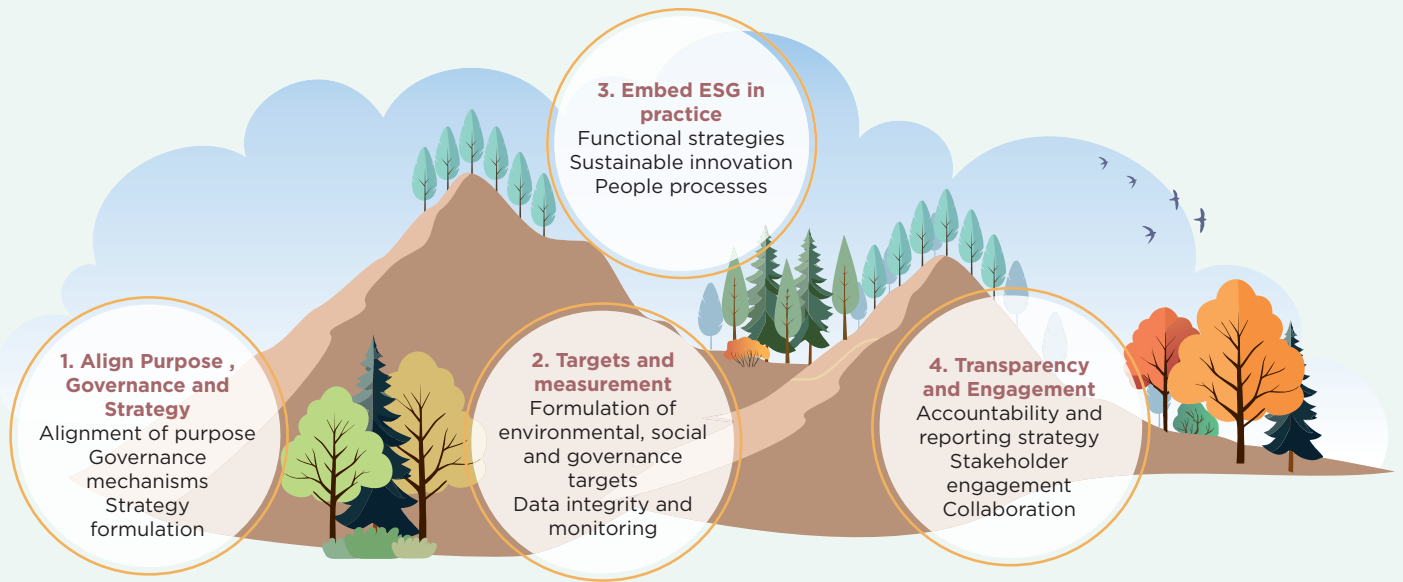 1. Align Purpose ,
Governance and
Strategy
Alignment of purpose
Governance
mechanisms
Strategy
formulation
2. Targets and
measurement
Formulation of
environmental, social
and governance
targets
Data integrity and
monitoring
3. Embed ESG in
practice
Functional strategies
Sustainable innovation
People processes
4. Transparency
and Engagement
Accountability and
reporting strategy
Stakeholder
engagement
Collaboration